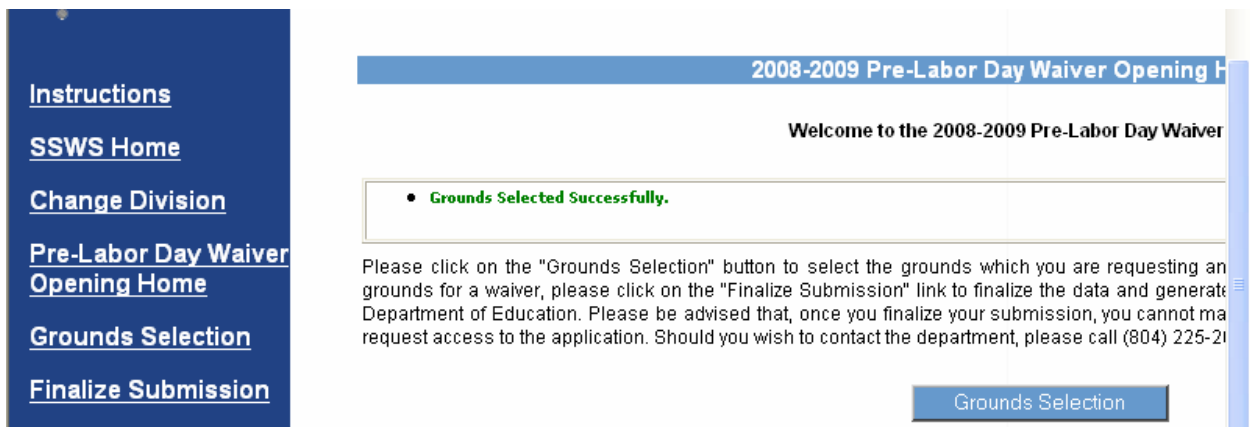 Instructions
SSWS Home
Change Division
Pre-Labor Day Waiver
Opening Home
Grounds Selection
Finalize Submission
2008-2009 Pre-Labor Day Waiver Opening
Welcome to the 2008-2009 Pre-Labor Day Waiver
Grounds Selected Successfully.
Please click on the "Grounds Selection" button to select the grounds which you are requesting an
grounds for a waiver, please click on the "Finalize Submission" link to finalize the data and generate
Department of Education. Please be advised that, once you finalize your submission, you cannot ma
request access to the application. Should you wish to contact the department, please call (804) 225-2
Grounds Selection